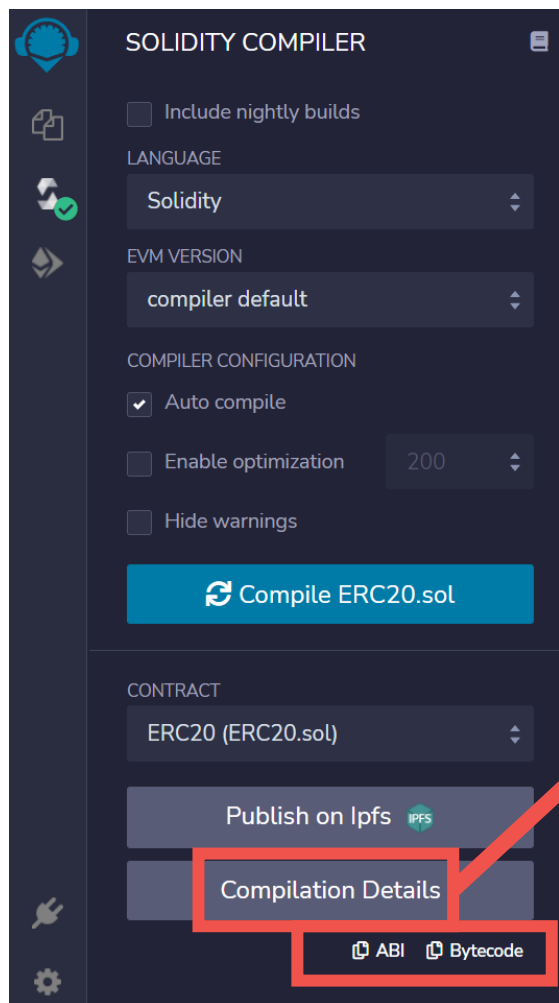 SOLIDITY COMPILER
Include nightly builds
LANGUAGE
Solidity
EVM VERSION
compiler default
COMPILER CONFIGURATION
Auto compile
Enable optimization 200
Hide warnings
Compile ERC20.sol
CONTRACT
ERC20 (ERC20.sol)
Publish on Ipfs IPFS
Compilation Details
ABI Bytecode